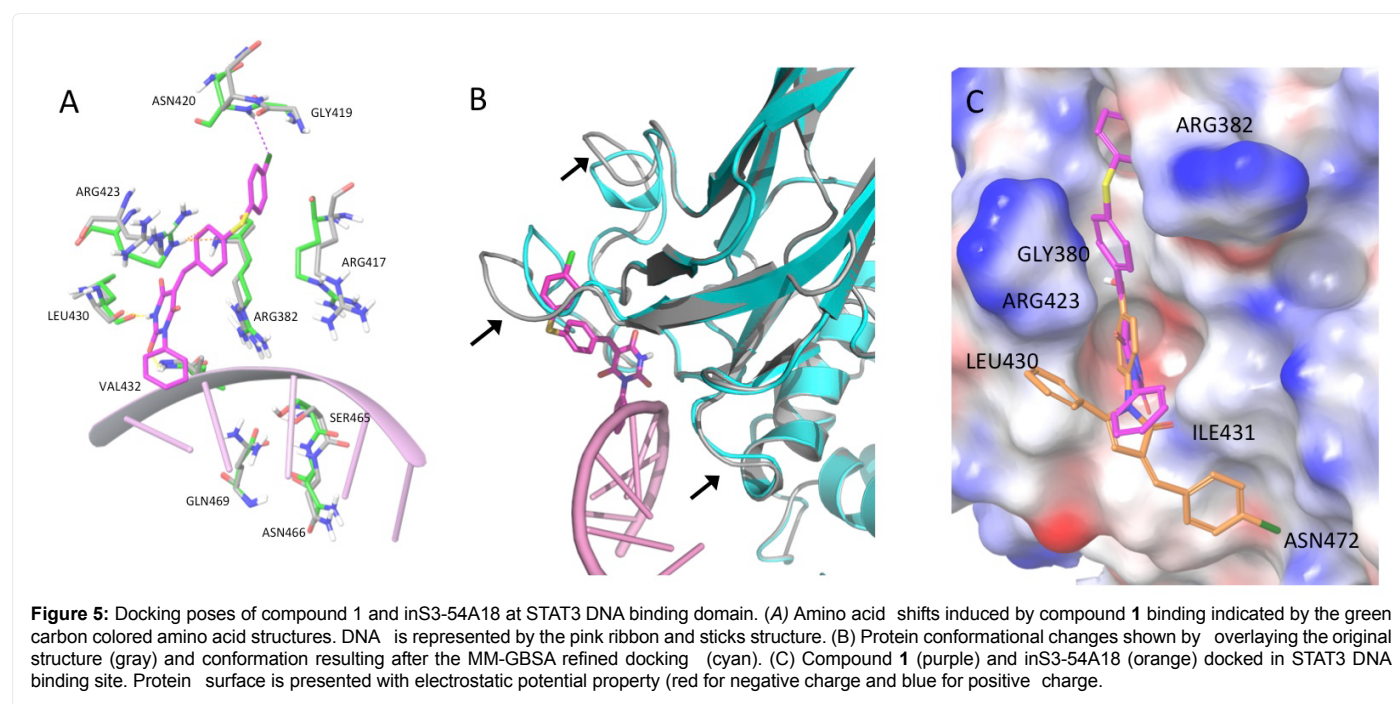 A
ASN420
GLY419
ARG423
ARG417
LEU430
ARG382
VAL432
SER465
GLN469
ASN466
B
C
ARG382
GLY380
ARG423
LEU430
ILE431
ASN472
Figure 5: Docking poses of compound 1 and inS3-54A18 at STAT3 DNA binding domain. (A) Amino acid shifts induced by compound 1 binding indicated by the green
carbon colored amino acid structures. DNA is represented by the pink ribbon and sticks structure. (B) Protein conformational changes shown by overlaying the original
structure (gray) and conformation resulting after the MM-GBSA refined docking (cyan). (C) Compound 1 (purple) and inS3-54A18 (orange) docked in STAT3 DNA
binding site. Protein surface is presented with electrostatic potential property (red for negative charge and blue for positive charge.